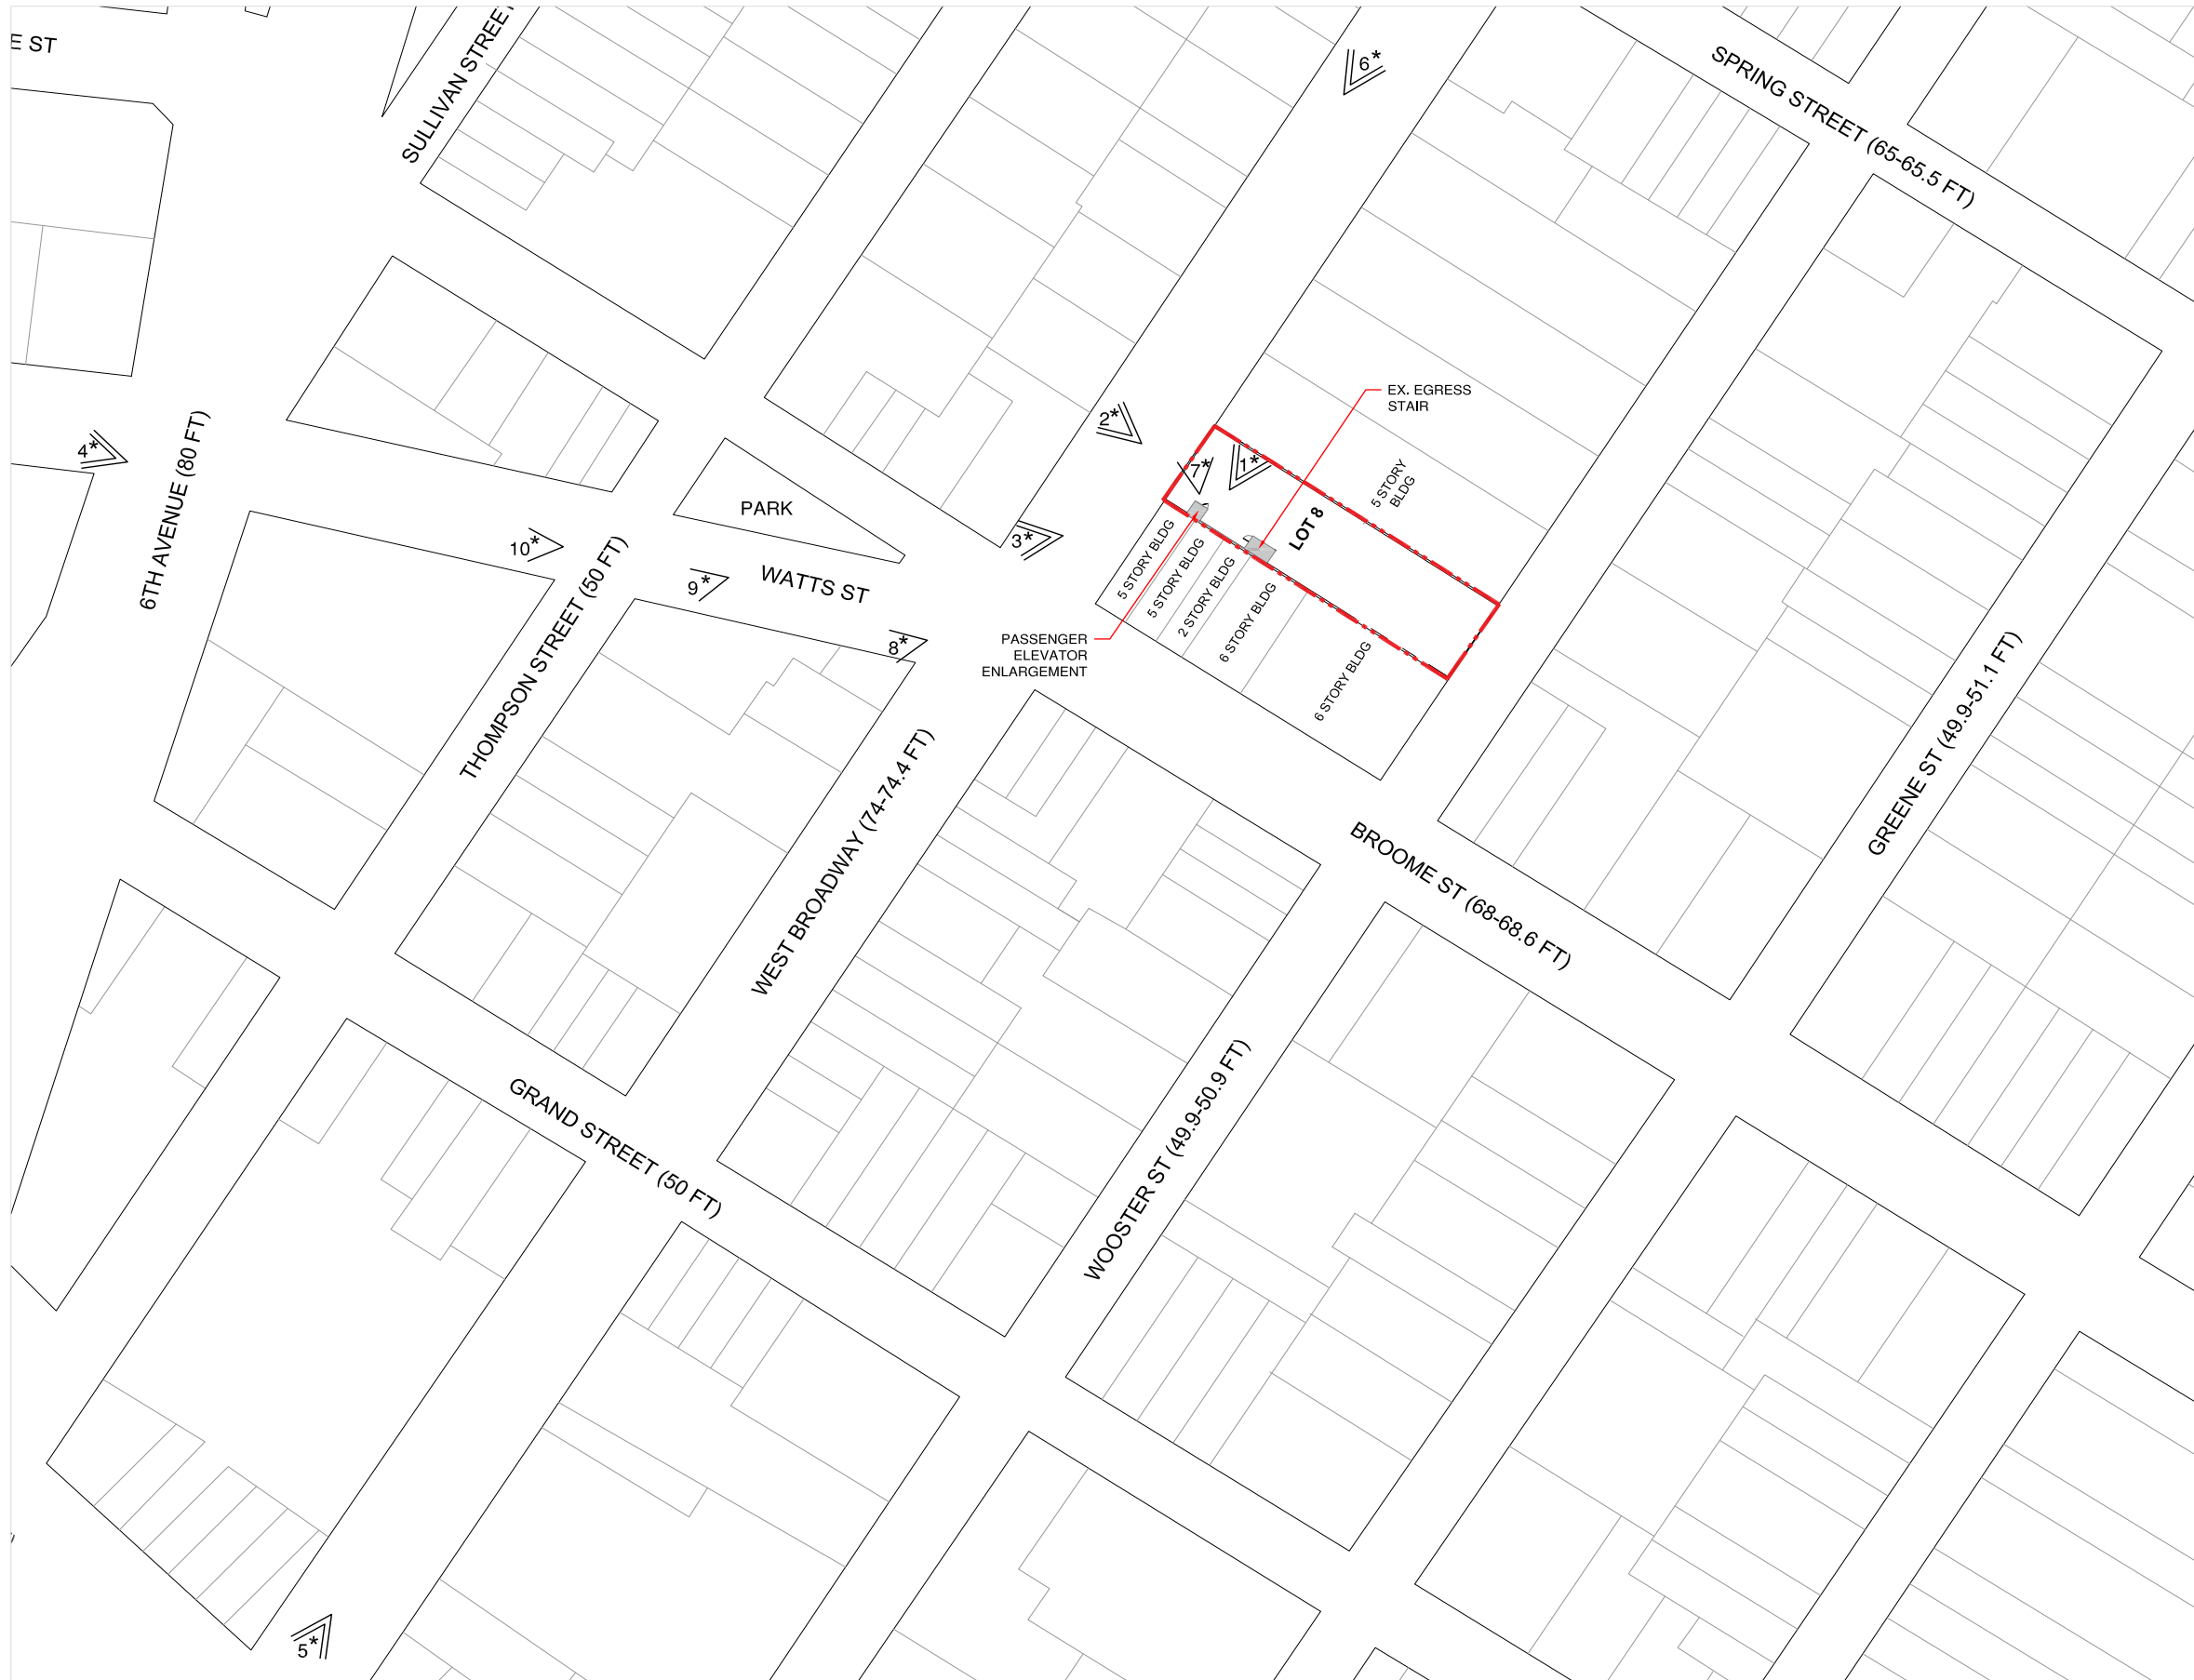 E ST
SULLIVAN STREET
6*
SPRING STREET (65-65.5 FT)
4*
6TH AVENUE (80 FT)
2*
EX. EGRESS
STAIR
7*
1*
5 STORY
BLDG
LOT 8
PARK
10*
3*
9*
WATTS ST
8*
THOMPSON STREET (50 FT)
5 STORY BLDG
5 STORY BLDG
2 STORY BLDG
6 STORY BLDG
6 STORY BLDG
PASSENGER
ELEVATOR
ENLARGEMENT
WEST BROADWAY (74-74.4 FT)
GREENE ST (49.9-51.1 FT)
BROOME ST (68-68.6 FT)
GRAND STREET (50 FT)
WOOSTER ST (49.9-50.9 FT)
5*